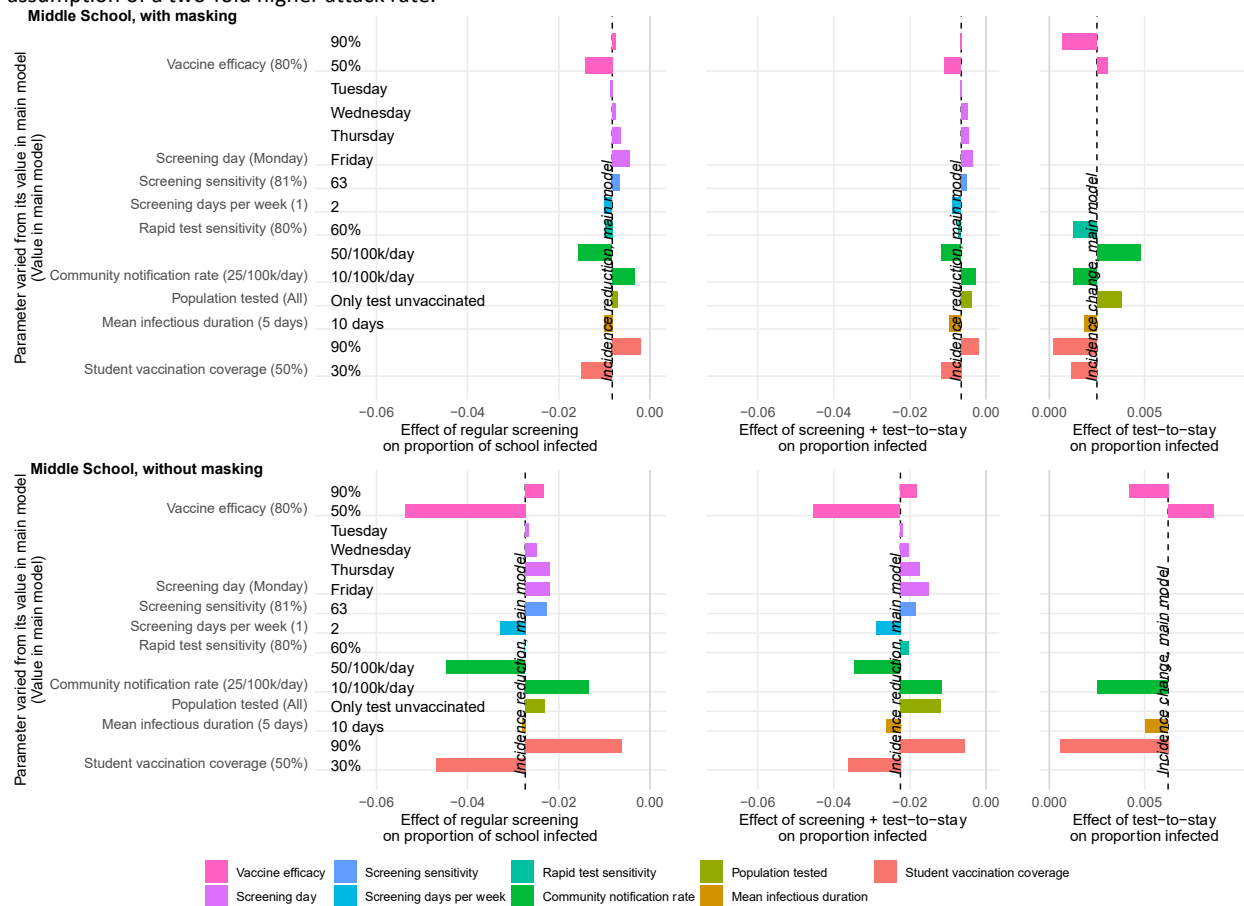 assumption of a two-fold higher attack rate.
Middle School, with masking
Parameter varied from its value in main model
(Value in main model)
90%
Vaccine efficacy (80%) 50%
Tuesday
Wednesday
Thursday
Screening day (Monday) Friday
Screening sensitivity (81%) 63
Screening days per week (1) 2
Rapid test sensitivity (80%) 60%
50/100k/day
Community notification rate (25/100k/day) 10/100k/day
Population tested (All) Only test unvaccinated
Mean infectious duration (5 days) 10 days
90%
Student vaccination coverage (50%) 30%
Incidence reduction, main model
Incidence reduction, main model
Incidence change, main model
−0.06 −0.04 −0.02 0.00 −0.06 −0.04 −0.02 0.00 0.000 0.005
Effect of regular screening Effect of screening + test−to−stay Effect of test−to−stay
on proportion of school infected on proportion infected on proportion infected
Middle School, without masking
Parameter varied from its value in main model
(Value in main model)
90%
Vaccine efficacy (80%) 50%
Tuesday
Wednesday
Thursday
Screening day (Monday) Friday
Screening sensitivity (81%) 63
Screening days per week (1) 2
Rapid test sensitivity (80%) 60%
50/100k/day
Community notification rate (25/100k/day) 10/100k/day
Population tested (All) Only test unvaccinated
Mean infectious duration (5 days) 10 days
90%
Student vaccination coverage (50%) 30%
Incidence reduction, main model
Incidence reduction, main model
Incidence change, main model
−0.06 −0.04 −0.02 0.00 −0.06 −0.04 −0.02 0.00 0.000 0.005
Effect of regular screening Effect of screening + test−to−stay Effect of test−to−stay
on proportion of school infected on proportion infected on proportion infected
Vaccine efficacy Screening sensitivity Rapid test sensitivity Population tested Student vaccination coverage
Screening day Screening days per week Community notification rate Mean infectious duration